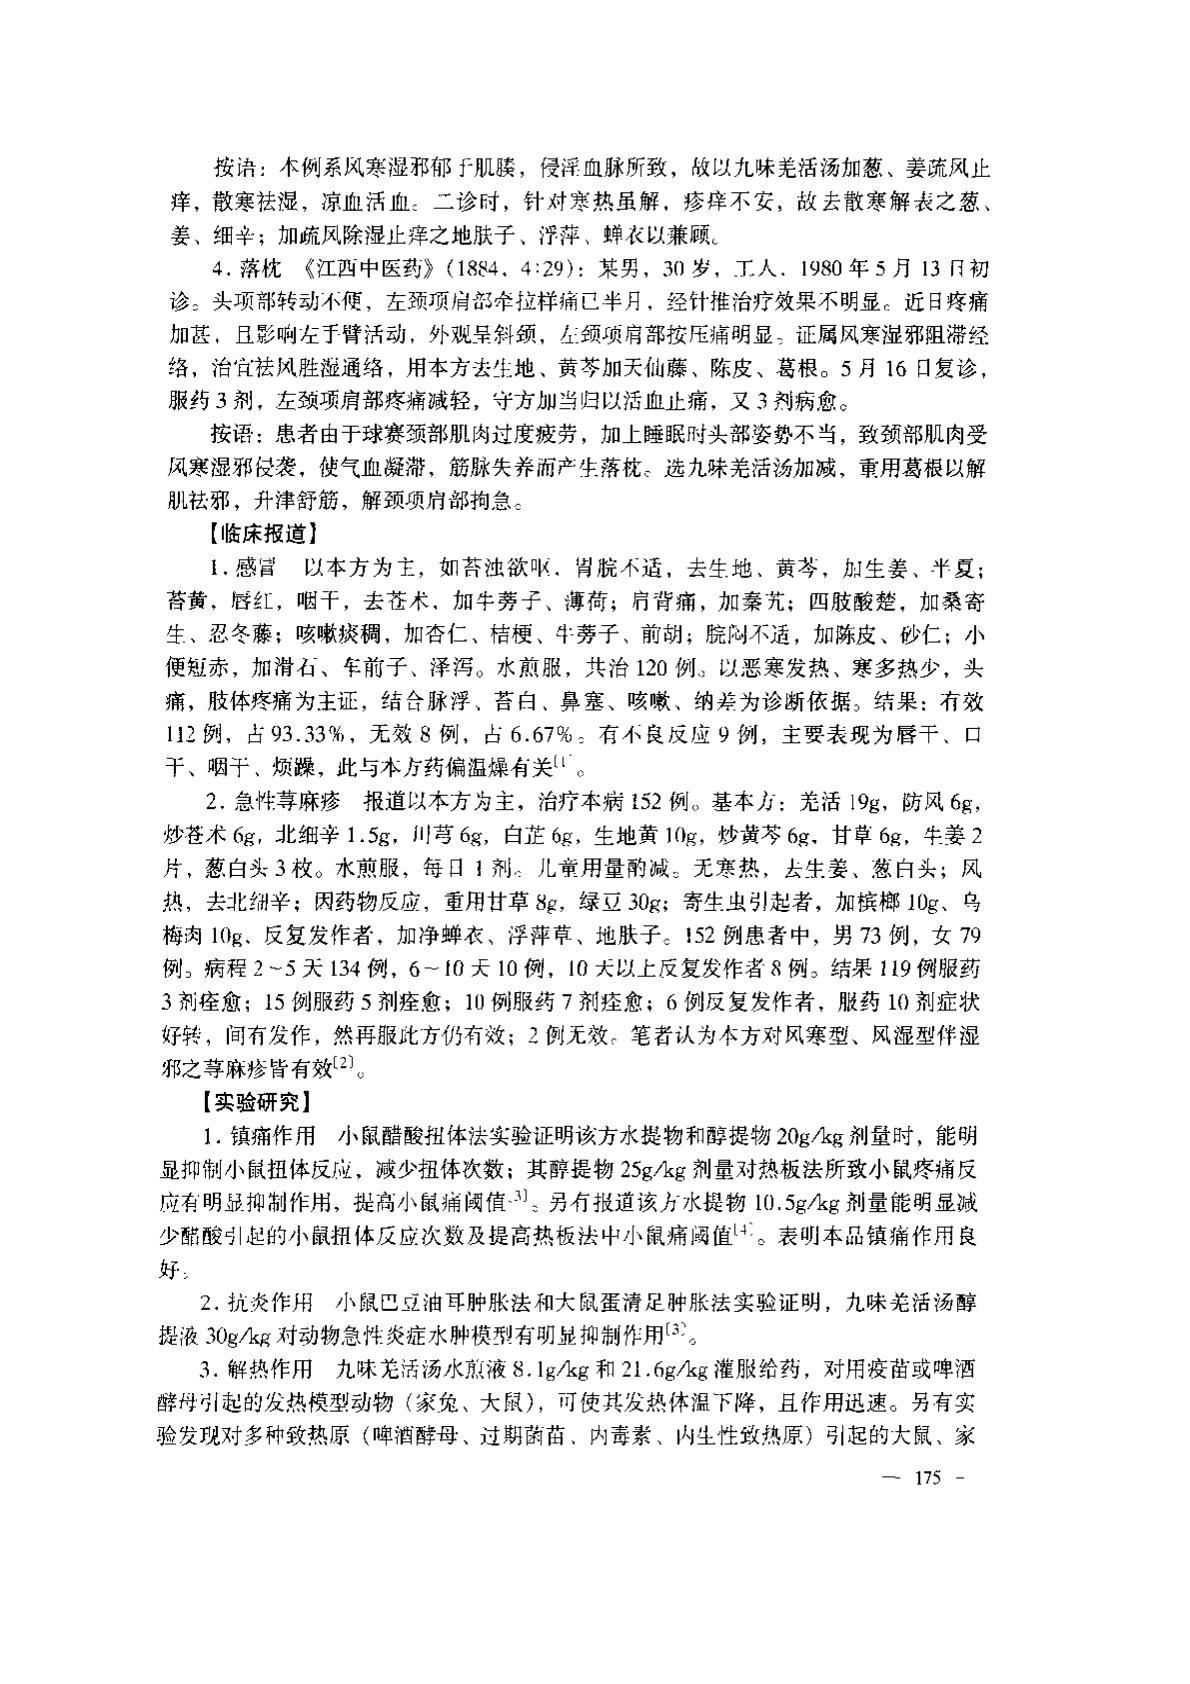 按语：本例系风寒湿邪郁于肌腠，侵淫血脉所致，故以九味羌活汤加葱、姜疏风止
痒，散寒祛湿，凉血活血。二诊时，针对寒热虽解，疹痒不安，故去散寒解表之葱、
姜、细辛；加疏风除湿止痒之地肤子、浮萍、蝉衣以兼顾。
4.落枕 《江西中医药》(1884，4:29)：某男，30岁，工人。1980年5月13日初
诊。头项部转动不便，左颈项肩部牵拉样痛已半月，经针推治疗效果不明显。近日疼痛
加甚，且影响左手臂活动，外观呈斜颈，左颈项肩部按压痛明显。证属风寒湿邪阻滞经
络，治宜祛风胜湿通络，用本方去生地、黄芩加天仙藤、陈皮、葛根。5月16日复诊，
服药3剂，左颈项肩部疼痛减轻，守方加当归以活血止痛，又3剂病愈。
按语：患者由于球赛颈部肌肉过度疲劳，加上睡眠时头部姿势不当，致颈部肌肉受
风寒湿邪侵袭，使气血凝滞，筋脉失养而产生落枕。选九味羌活汤加减，重用葛根以解
肌祛邪，升津舒筋，解颈项肩部拘急。
【临床报道】
1.感冒 以本方为主，如苔浊欲呕，胃脘不适，去生地、黄芩，加生姜、半夏；
苔黄，唇红，咽干，去苍术，加牛蒡子、薄荷；肩背痛，加秦艽；四肢酸楚，加桑寄
生、忍冬藤；咳嗽痰稠，加杏仁、桔梗、牛蒡子、前胡；脘闷不适，加陈皮、砂仁；小
便短赤，加滑石、车前子、泽泻。水煎服，共治120例。以恶寒发热、寒多热少，头
痛，肢体疼痛为主证，结合脉浮、苔白、鼻塞、咳嗽、纳差为诊断依据。结果：有效
112例，占93.33%，无效8例，占6.67%。有不良反应9例，主要表现为唇干、口
干、咽干、烦躁，此与本方药偏温燥有关[1]。
2.急性荨麻疹 报道以本方为主，治疗本病152例。基本方：羌活19g，防风6g，
炒苍术6g，北细辛1.5g，川芎6g，白芷6g，生地黄10g，炒黄芩6g，甘草6g，生姜2
片，葱白头3枚。水煎服，每日1剂。儿童用量酌减。无寒热，去生姜、葱白头；风
热，去北细辛；因药物反应，重用甘草8g，绿豆30g；寄生虫引起者，加槟榔10g、乌
梅肉10g、反复发作者，加净蝉衣、浮萍草、地肤子。152例患者中，男73例，女79
例。病程2~5天134例，6~10天10例，10天以上反复发作者8例。结果119例服药
3剂痊愈；15例服药5剂痊愈；10例服药7剂痊愈；6例反复发作者，服药10剂症状
好转，间有发作，然再服此方仍有效；2例无效。笔者认为本方对风寒型、风湿型伴湿
邪之荨麻疹皆有效[2]。
【实验研究】
1.镇痛作用 小鼠醋酸扭体法实验证明该方水提物和醇提物20g/kg剂量时，能明
显抑制小鼠扭体反应，减少扭体次数；其醇提物25g/kg剂量对热板法所致小鼠疼痛反
应有明显抑制作用，提高小鼠痛阈值[3]。另有报道该方水提物10.5g/kg剂量能明显减
少醋酸引起的小鼠扭体反应次数及提高热板法中小鼠痛阈值[4]。表明本品镇痛作用良
好。
2.抗炎作用 小鼠巴豆油耳肿胀法和大鼠蛋清足肿胀法实验证明，九味羌活汤醇
提液30g/kg对动物急性炎症水肿模型有明显抑制作用[3]。
3.解热作用 九味羌活汤水煎液8.1g/kg和21.6g/kg灌服给药，对用疫苗或啤酒
酵母引起的发热模型动物（家兔、大鼠），可使其发热体温下降，且作用迅速。另有实
验发现对多种致热原（啤酒酵母、过期菌苗、内毒素、内生性致热原）引起的大鼠、家
— 175 –